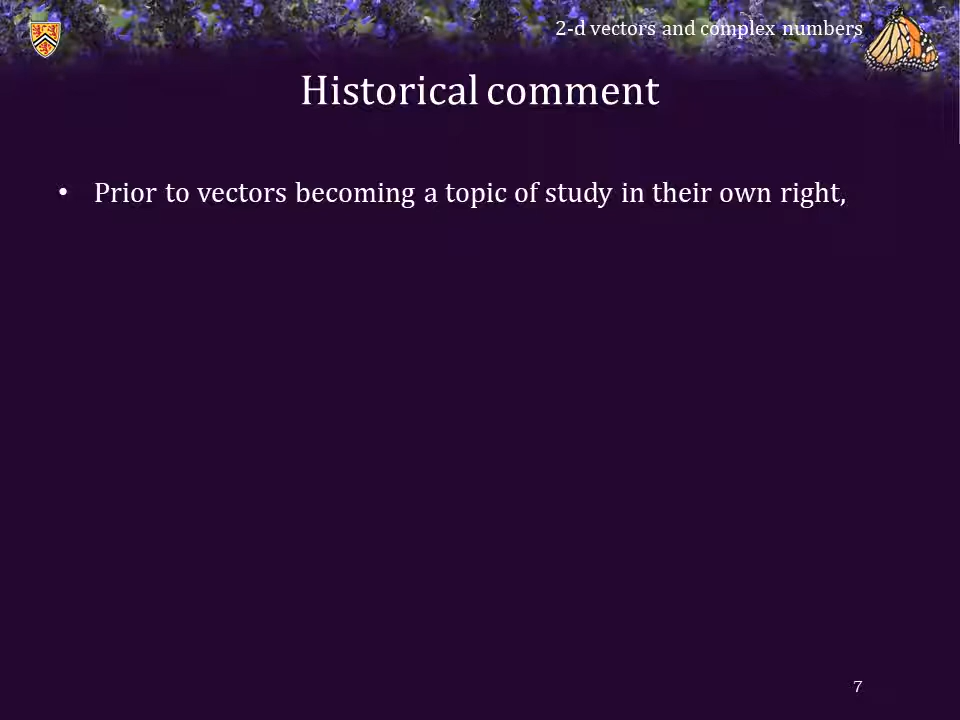 2-d vectors and complex numbers
Historical comment
• Prior to vectors becoming a topic of study in their own right,
7